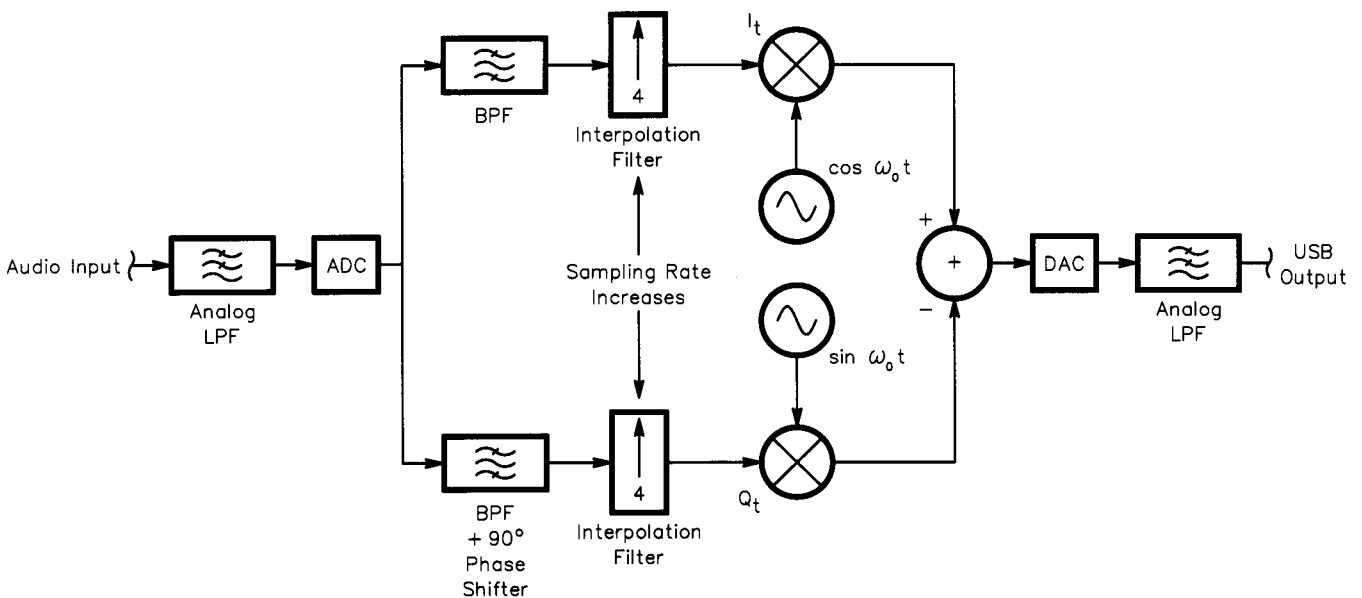 Audio Input
Analog
LPF
ADC
BPF
4
Interpolation
Filter
I_t
cos ω_o t
Sampling Rate
Increases
sin ω_o t
BPF
+ 90°
Phase
Shifter
4
Interpolation
Filter
Q_t
+
+
−
DAC
Analog
LPF
USB
Output